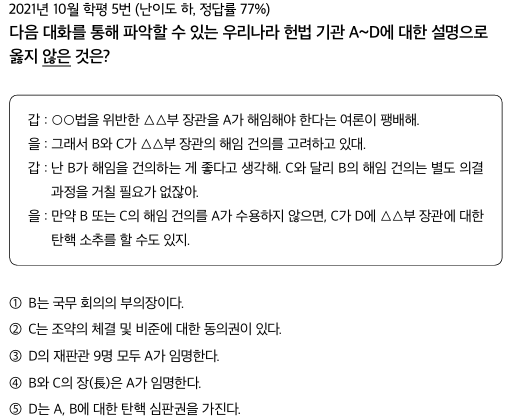 2021년 10월 학평 5번 (난이도 하, 정답률 77%)
다음 대화를 통해 파악할 수 있는 우리나라 헌법 기관 A~D에 대한 설명으로
옳지 않은 것은?
갑 : ○○법을 위반한 △△부 장관을 A가 해임해야 한다는 여론이 팽배해.
을 : 그래서 B와 C가 △△부 장관의 해임 건의를 고려하고 있대.
갑 : 난 B가 해임을 건의하는 게 좋다고 생각해. C와 달리 B의 해임 건의는 별도 의결
과정을 거칠 필요가 없잖아.
을 : 만약 B 또는 C의 해임 건의를 A가 수용하지 않으면, C가 D에 △△부 장관에 대한
탄핵 소추를 할 수도 있지.
① B는 국무 회의의 부의장이다.
② C는 조약의 체결 및 비준에 대한 동의권이 있다.
③ D의 재판관 9명 모두 A가 임명한다.
④ B와 C의 장(長)은 A가 임명한다.
⑤ D는 A, B에 대한 탄핵 심판권을 가진다.